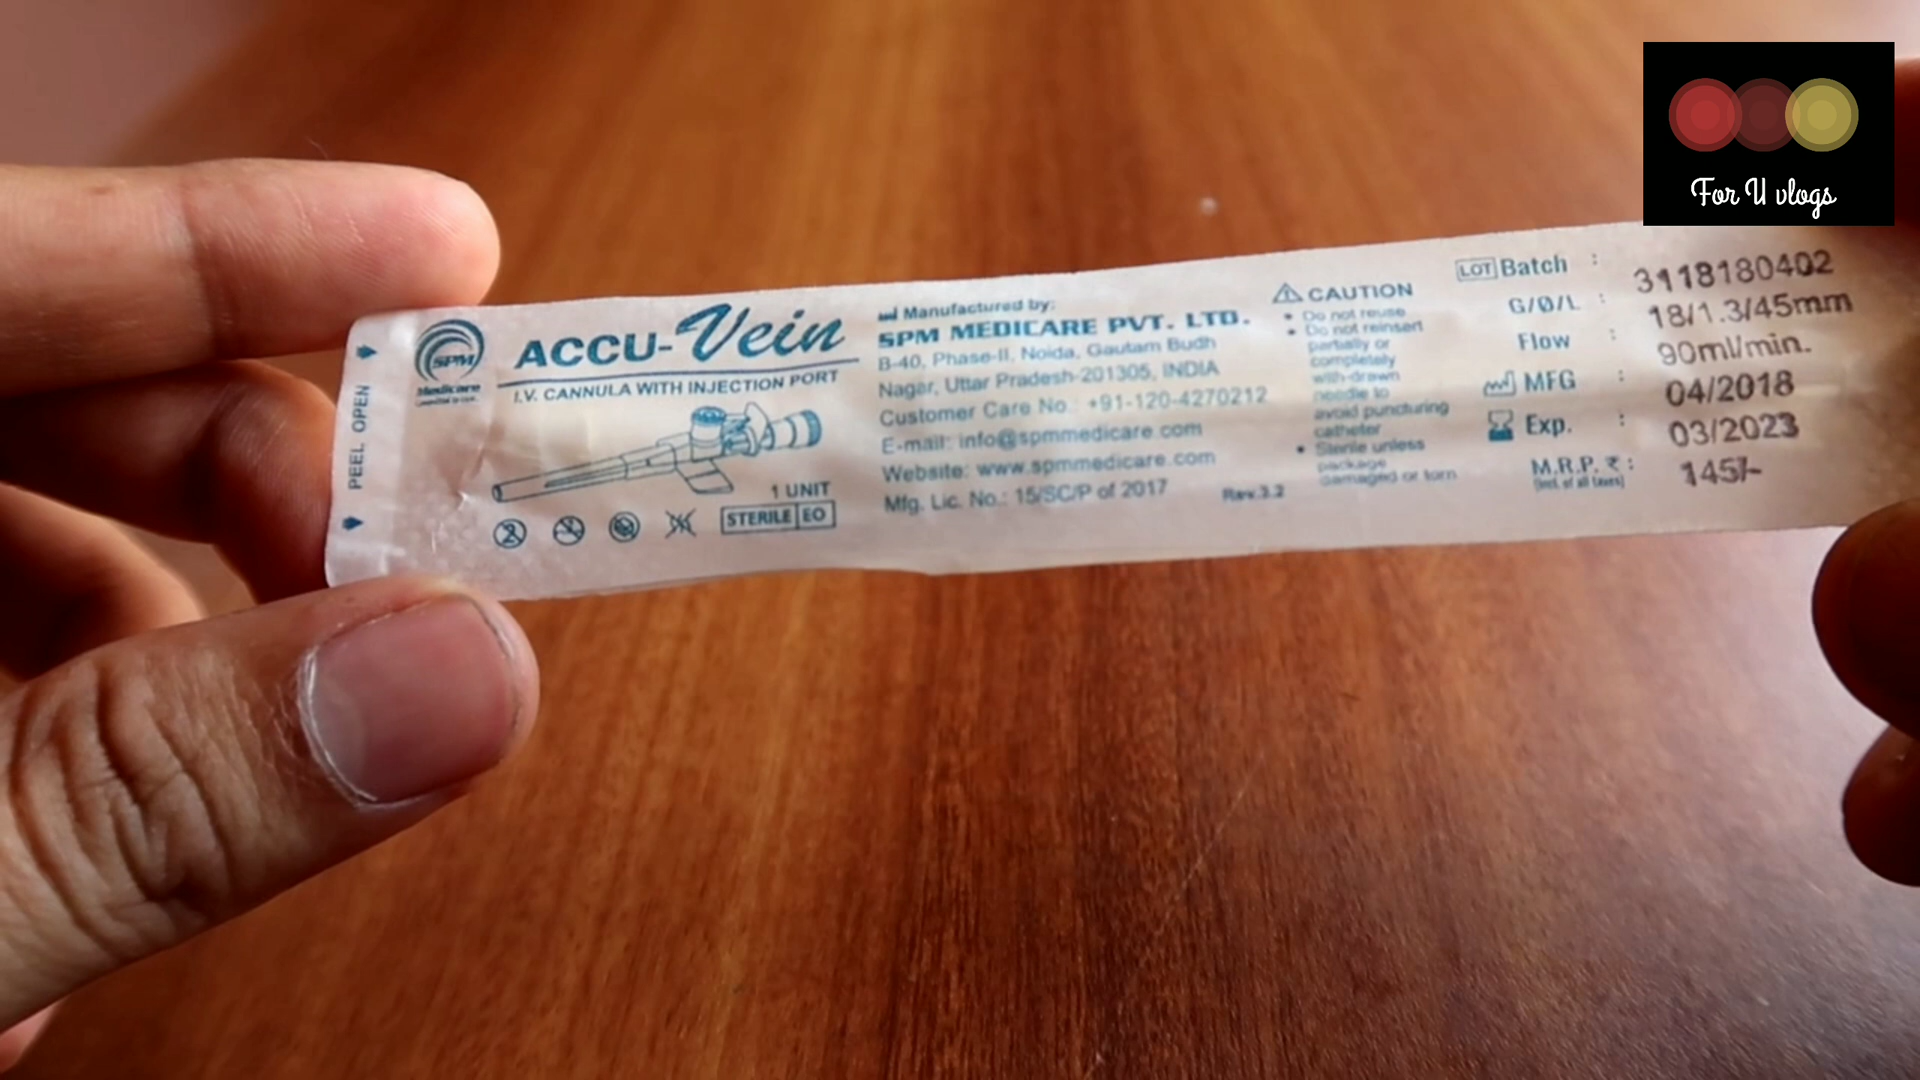 For U vlogs
PEEL OPEN
SPM
Medicare
ACCU-Vein
I.V. CANNULA WITH INJECTION PORT
1 UNIT
2
STERILE EO
Manufactured by:
SPM MEDICARE PVT. LTD.
B-40, Phase-II, Noida, Gautam Budh
Nagar, Uttar Pradesh-201305, INDIA
Customer Care No.: +91-120-4270212
E-mail: info@spmmedicare.com
Website: www.spmmedicare.com
Mfg. Lic. No.: 15/SC/P of 2017
Rev.3.2
CAUTION
• Do not reuse
• Do not reinsert
partially or
completely
with-drawn
needle to
avoid puncturing
catheter
• Sterile unless
package
damaged or torn
LOT Batch : 3118180402
G/Ø/L : 18/1.3/45mm
Flow : 90ml/min.
MFG : 04/2018
Exp. : 03/2023
M.R.P. ₹ : 145/-
(Incl. of all taxes)